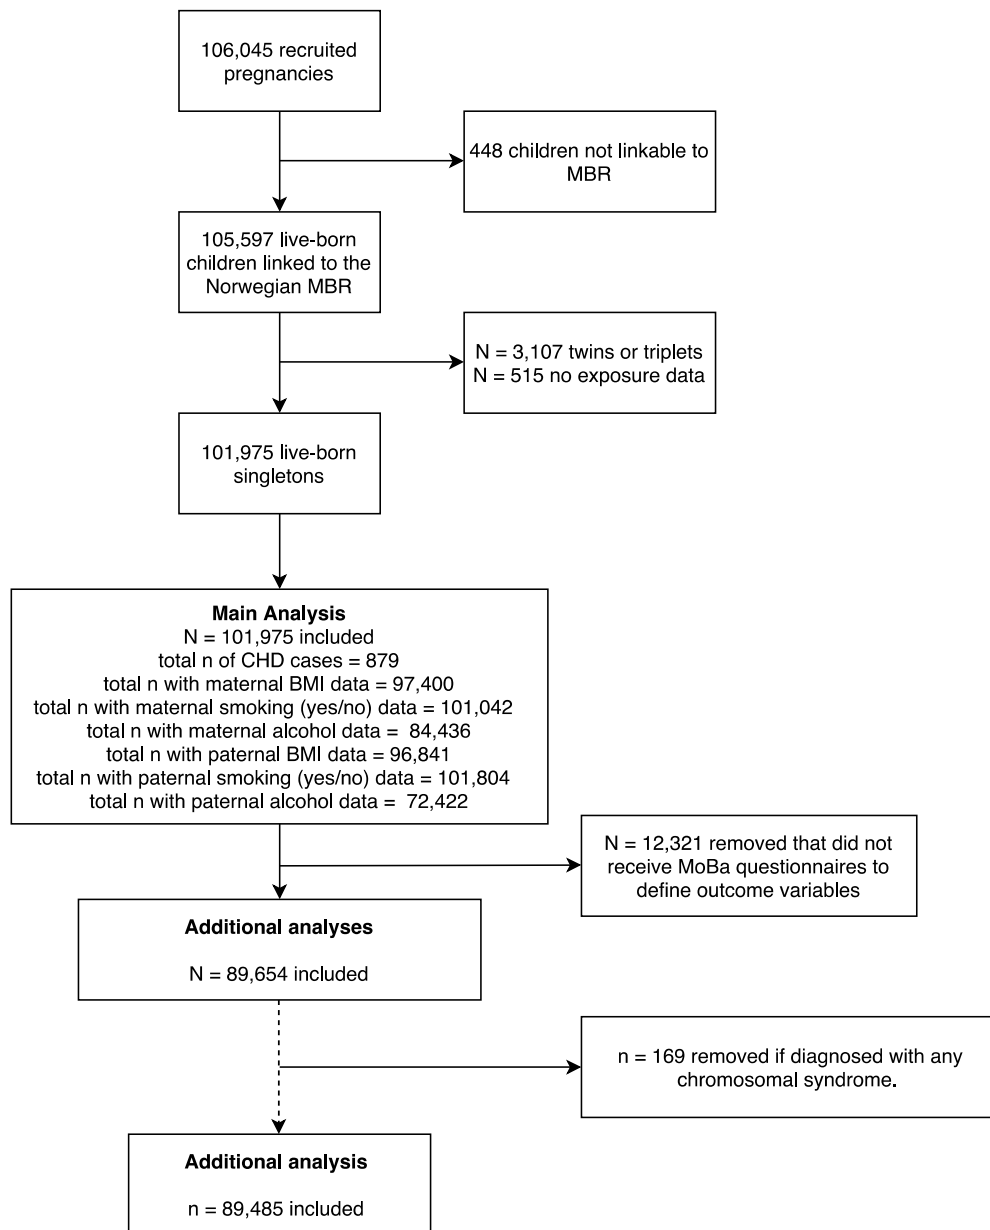 106,045 recruited
pregnancies
448 children not linkable to
MBR
105,597 live-born
children linked to the
Norwegian MBR
N = 3,107 twins or triplets
N = 515 no exposure data
101,975 live-born
singletons
Main Analysis
N = 101,975 included
total n of CHD cases = 879
total n with maternal BMI data = 97,400
total n with maternal smoking (yes/no) data = 101,042
total n with maternal alcohol data = 84,436
total n with paternal BMI data = 96,841
total n with paternal smoking (yes/no) data = 101,804
total n with paternal alcohol data = 72,422
N = 12,321 removed that did not
receive MoBa questionnaires to
define outcome variables
Additional analyses
N = 89,654 included
n = 169 removed if diagnosed with any
chromosomal syndrome.
Additional analysis
n = 89,485 included